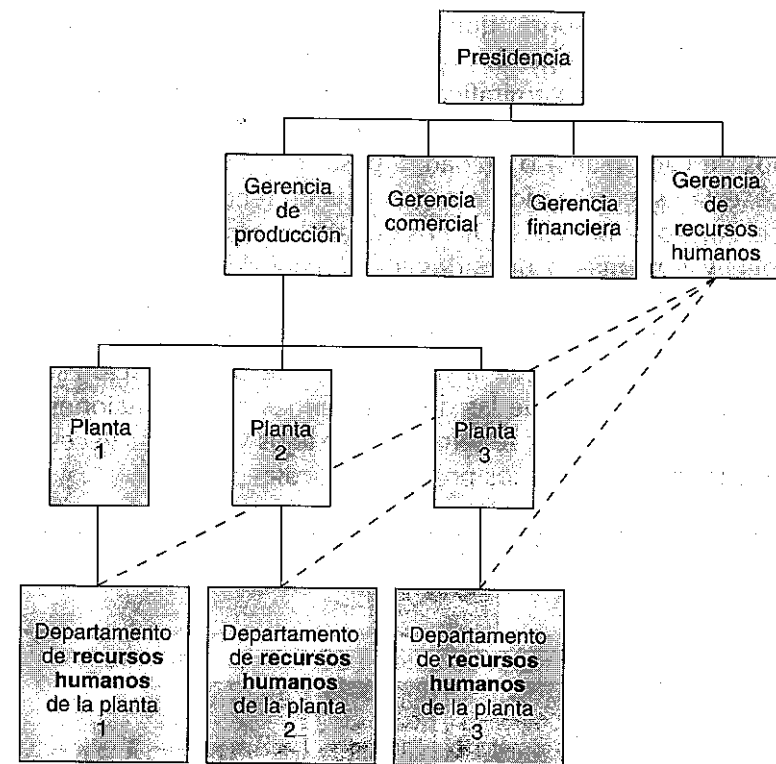 Presidencia
Gerencia
de
producción
Gerencia
comercial
Gerencia
financiera
Gerencia
de
recursos
humanos
Planta
1
Planta
2
Planta
3
Departamento
de recursos
humanos
de la planta
1
Departamento
de recursos
humanos
de la planta
2
Departamento
de recursos
humanos
de la planta
3